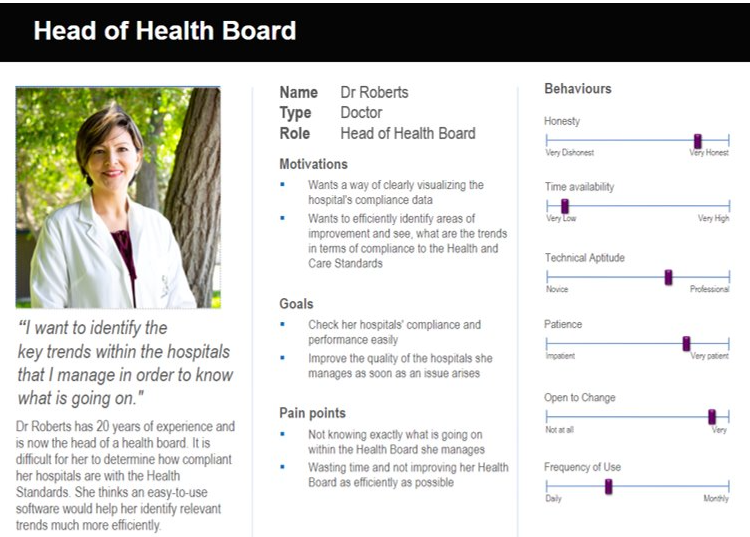 Head of Health Board
“I want to identify the
key trends within the hospitals
that I manage in order to know
what is going on."
Dr Roberts has 20 years of experience and
is now the head of a health board. It is
difficult for her to determine how compliant
her hospitals are with the Health
Standards. She thinks an easy-to-use
software would help her identify relevant
trends much more efficiently.
Name Dr Roberts
Type Doctor
Role Head of Health Board
Motivations
▪ Wants a way of clearly visualizing the
hospital's compliance data
▪ Wants to efficiently identify areas of
improvement and see, what are the trends
in terms of compliance to the Health and
Care Standards
Goals
▪ Check her hospitals' compliance and
performance easily
▪ Improve the quality of the hospitals she
manages as soon as an issue arises
Pain points
▪ Not knowing exactly what is going on
within the Health Board she manages
▪ Wasting time and not improving her Health
Board as efficiently as possible
Behaviours
Honesty
Very Dishonest Very Honest
Time availability
Very Low Very High
Technical Aptitude
Novice Professional
Patience
Impatient Very patient
Open to Change
Not at all Very
Frequency of Use
Daily Monthly